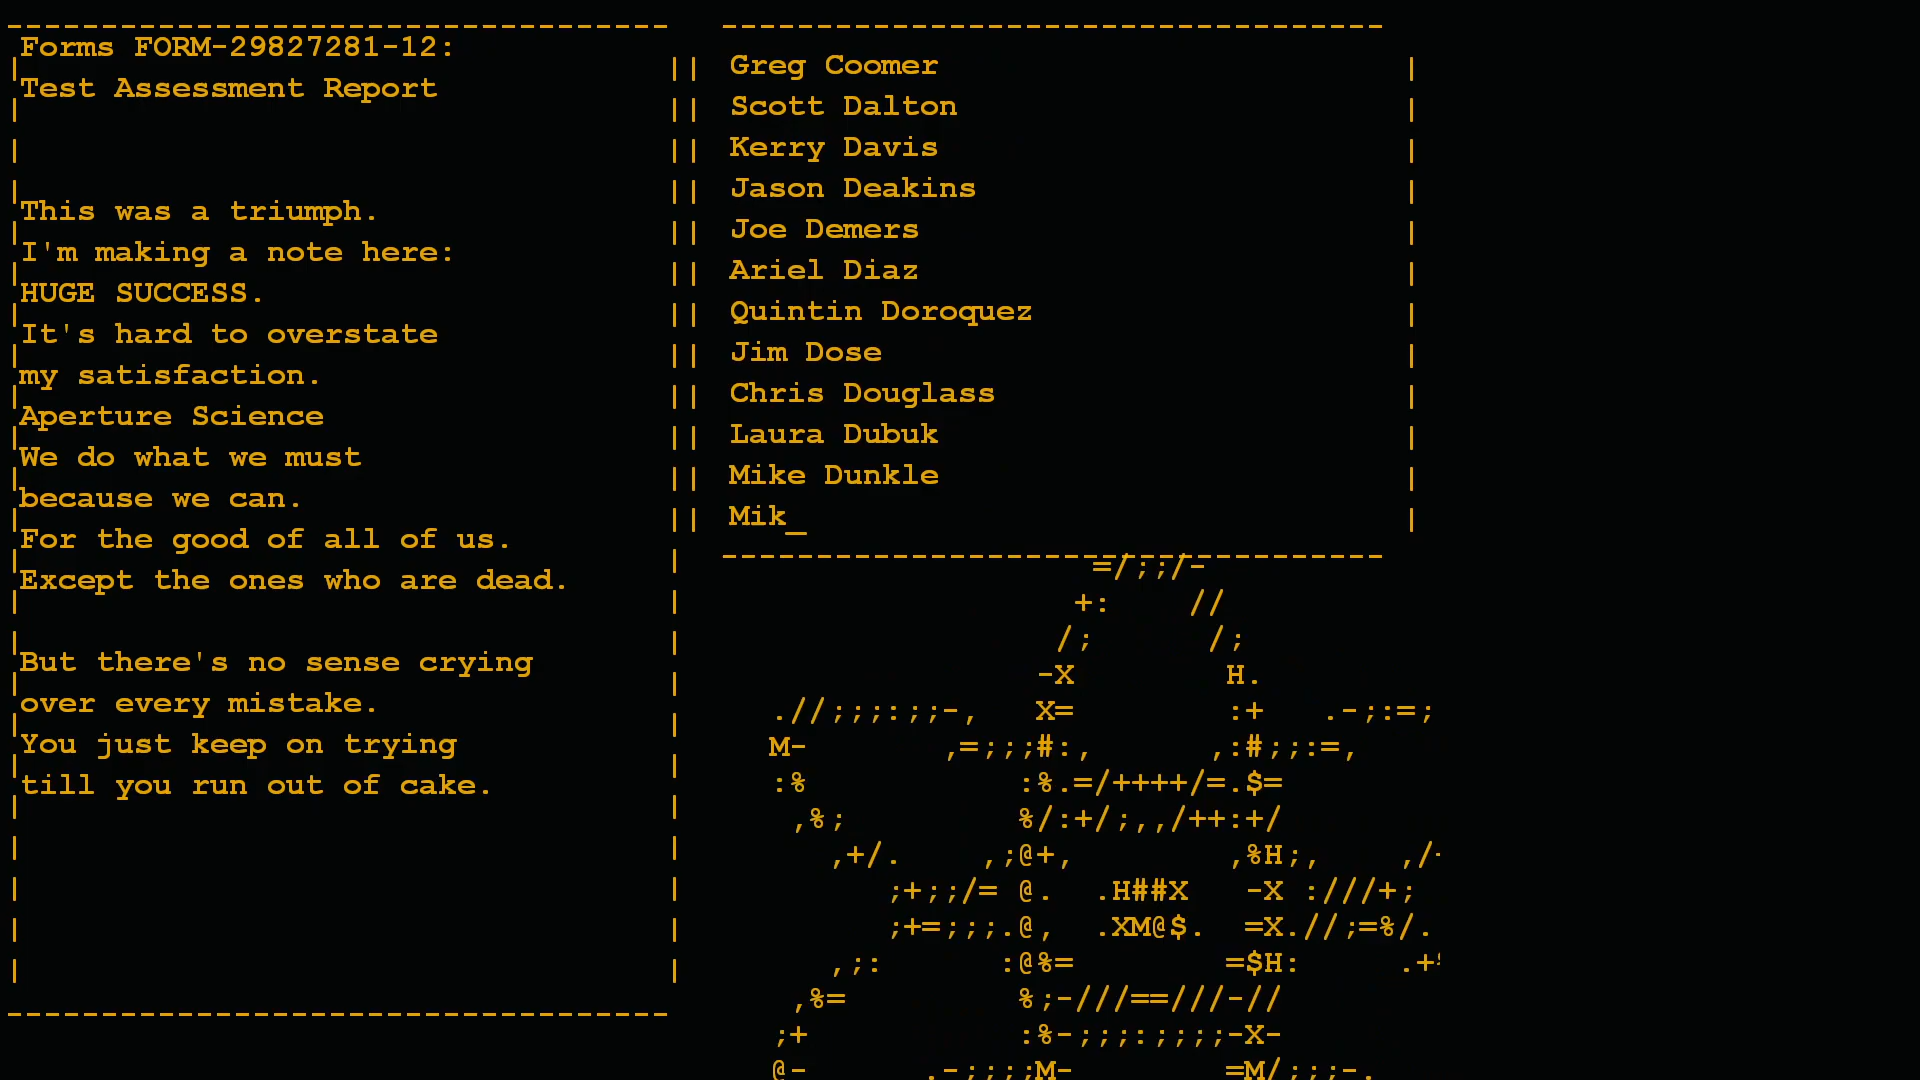 Forms FORM-29827281-12:
Test Assessment Report
This was a triumph.
I'm making a note here:
HUGE SUCCESS.
It's hard to overstate
my satisfaction.
Aperture Science
We do what we must
because we can.
For the good of all of us.
Except the ones who are dead.
But there's no sense crying
over every mistake.
You just keep on trying
till you run out of cake.
Greg Coomer
Scott Dalton
Kerry Davis
Jason Deakins
Joe Demers
Ariel Diaz
Quintin Doroquez
Jim Dose
Chris Douglass
Laura Dubuk
Mike Dunkle
Mik_